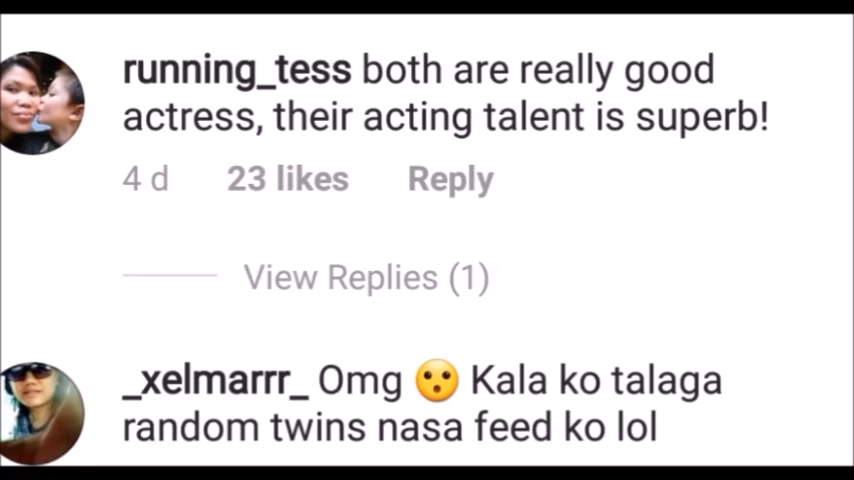 running_tess both are really good
actress, their acting talent is superb!
4 d 23 likes Reply
View Replies (1)
_xelmarrr_ Omg 😮 Kala ko talaga
random twins nasa feed ko lol